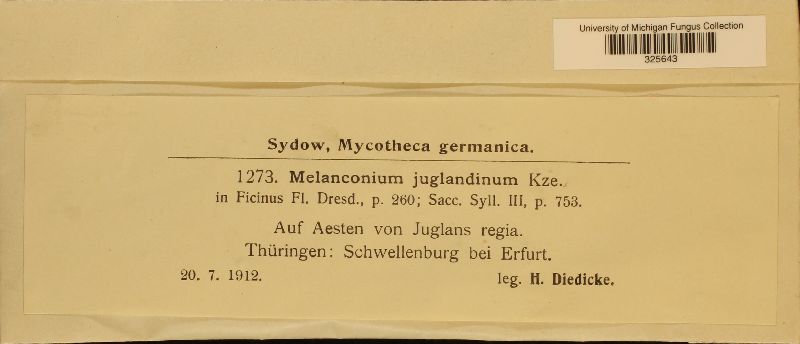 University of Michigan Fungus Collection
325643
Sydow, Mycotheca germanica.
1273. Melanconium juglandinum Kze.
in Ficinus Fl. Dresd., p. 260; Sacc. Syll. III, p. 753.
Auf Aesten von Juglans regia.
Thüringen: Schwellenburg bei Erfurt.
20. 7. 1912. leg. H. Diedicke.